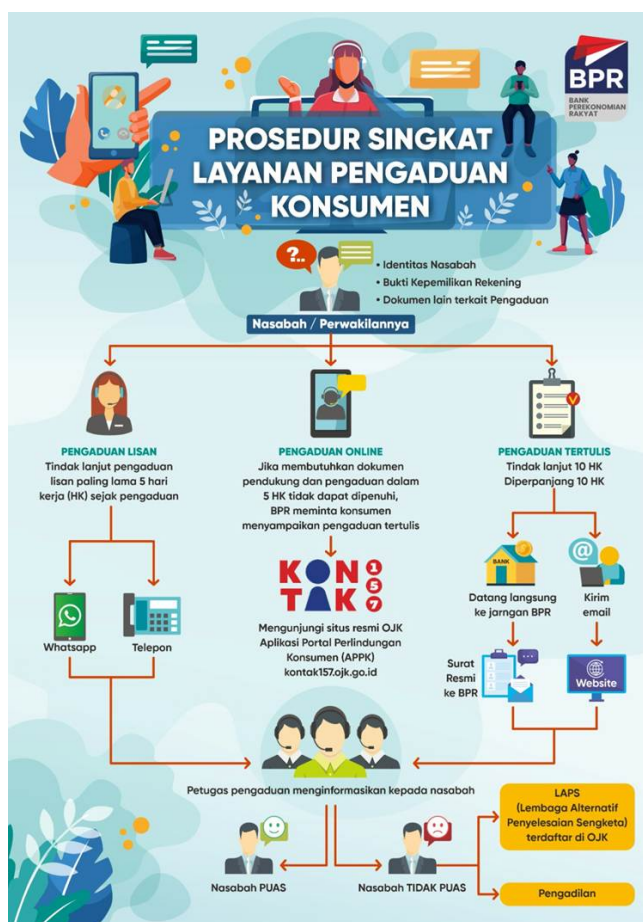 BPR
BANK
PEREKONOMIAN
RAKYAT
PROSEDUR SINGKAT
LAYANAN PENGADUAN
KONSUMEN
?..
• Identitas Nasabah
• Bukti Kepemilikan Rekening
• Dokumen lain terkait Pengaduan
Nasabah / Perwakilannya
PENGADUAN LISAN
Tindak lanjut pengaduan
lisan paling lama 5 hari
kerja (HK) sejak pengaduan
Whatsapp
Telepon
PENGADUAN ONLINE
Jika membutuhkan dokumen
pendukung dan pengaduan dalam
5 HK tidak dapat dipenuhi,
BPR meminta konsumen
menyampaikan pengaduan tertulis
KONTAK 157
Mengunjungi situs resmi OJK
Aplikasi Portal Perlindungan
Konsumen (APPK)
kontak157.ojk.go.id
PENGADUAN TERTULIS
Tindak lanjut 10 HK
Diperpanjang 10 HK
BANK
@
Datang langsung
ke jarngan BPR
Kirim
email
Surat
Resmi
ke BPR
Website
Petugas pengaduan menginformasikan kepada nasabah
Nasabah PUAS
Nasabah TIDAK PUAS
LAPS
(Lembaga Alternatif
Penyelesaian Sengketa)
terdaftar di OJK
Pengadilan